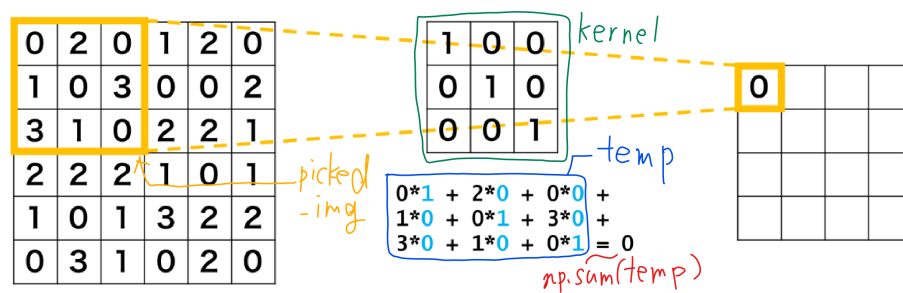 0 2 0 1 2 0
1 0 3 0 0 2
3 1 0 2 2 1
2 2 2 1 0 1
1 0 1 3 2 2
0 3 1 0 2 0
picked
_img
kernel
1 0 0
0 1 0
0 0 1
temp
0*1 + 2*0 + 0*0 +
1*0 + 0*1 + 3*0 +
3*0 + 1*0 + 0*1 = 0
np.sum(temp)
0